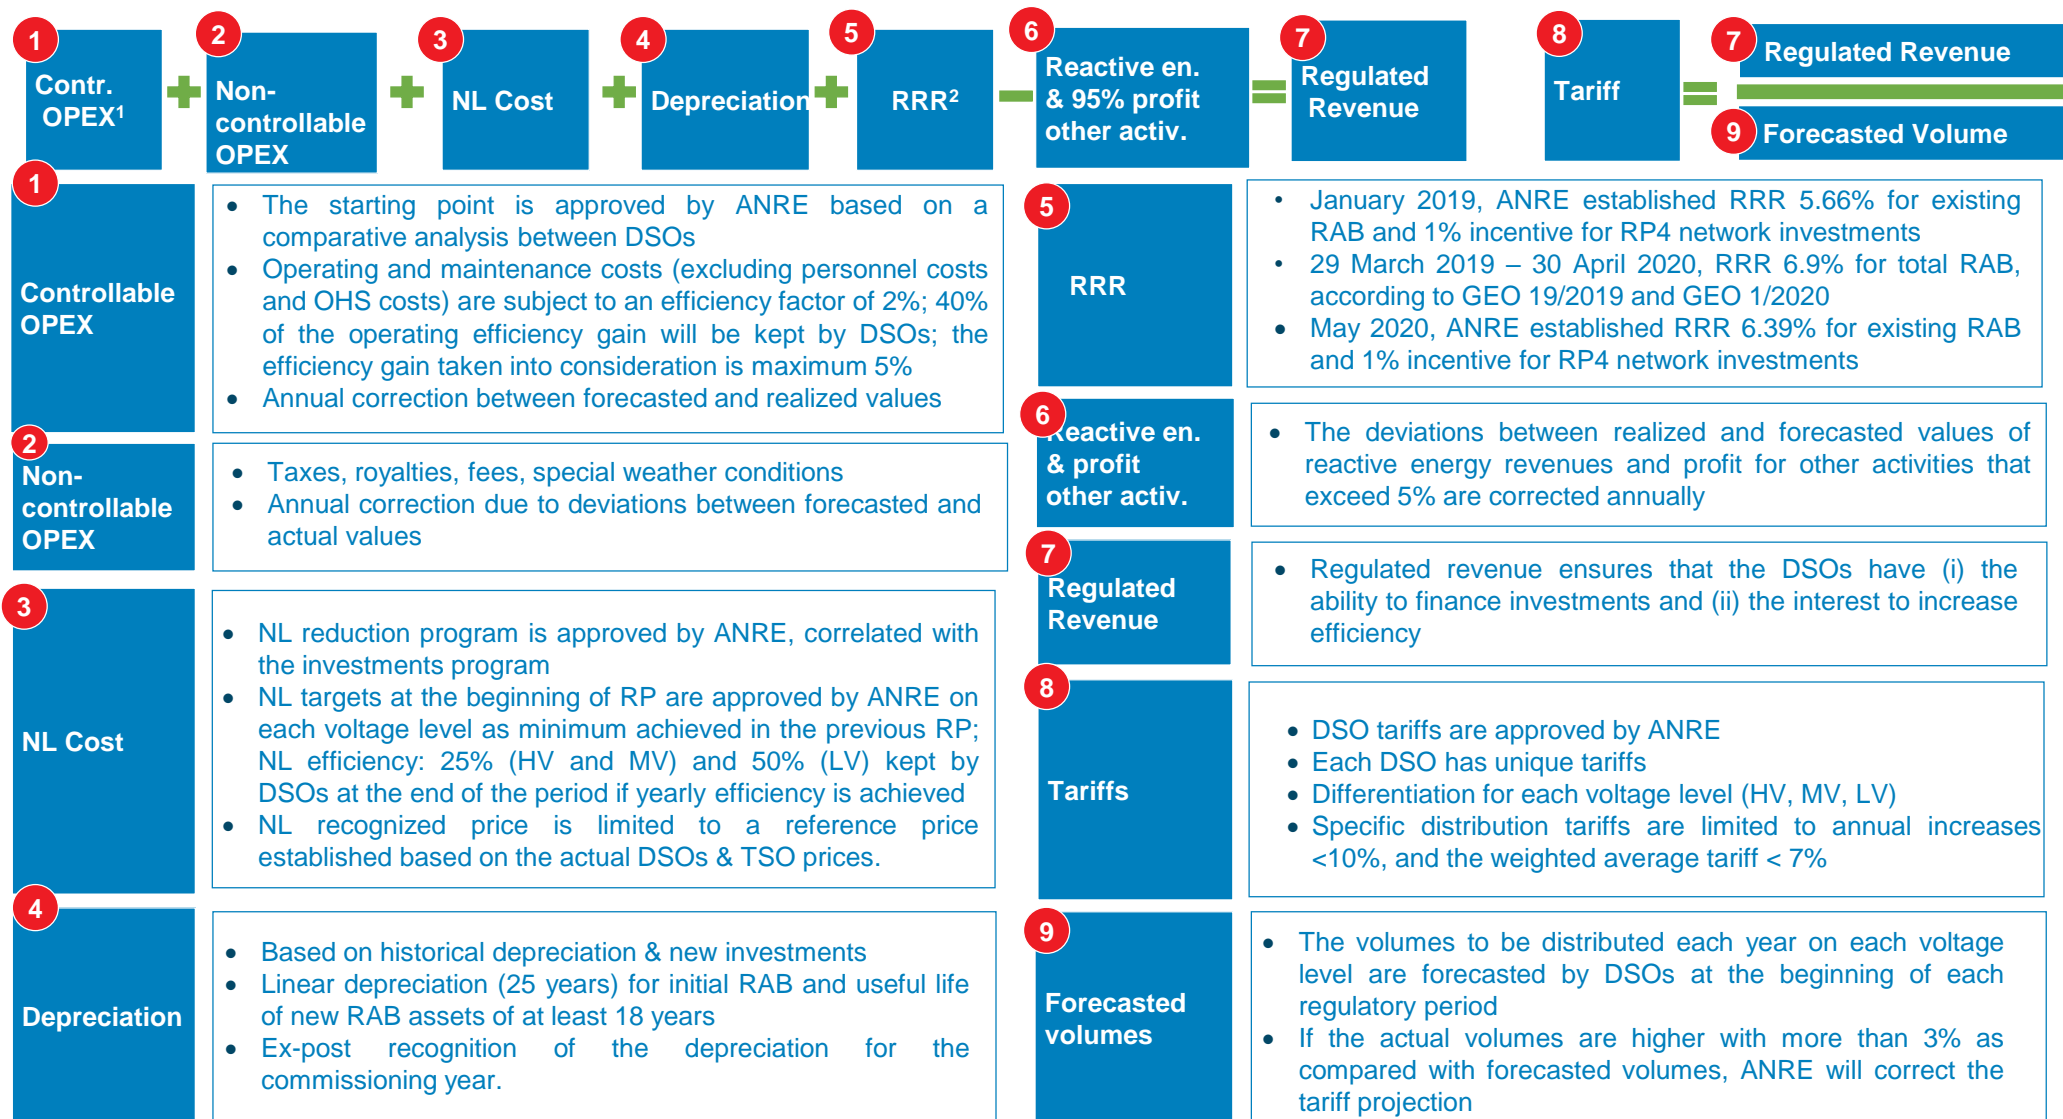 1
Contr.
OPEX1
2
Non-
controllable
OPEX
3
NL Cost
4
Depreciation
5
RRR2
6
Reactive en.
& 95% profit
other activ.
7
Regulated
Revenue
8
Tariff
7
Regulated Revenue
9
Forecasted Volume
1
Controllable
OPEX
• The starting point is approved by ANRE based on a
comparative analysis between DSOs
• Operating and maintenance costs (excluding personnel costs
and OHS costs) are subject to an efficiency factor of 2%; 40%
of the operating efficiency gain will be kept by DSOs; the
efficiency gain taken into consideration is maximum 5%
• Annual correction between forecasted and realized values
2
Non-
controllable
OPEX
• Taxes, royalties, fees, special weather conditions
• Annual correction due to deviations between forecasted and
actual values
3
NL Cost
• NL reduction program is approved by ANRE, correlated with
the investments program
• NL targets at the beginning of RP are approved by ANRE on
each voltage level as minimum achieved in the previous RP;
NL efficiency: 25% (HV and MV) and 50% (LV) kept by
DSOs at the end of the period if yearly efficiency is achieved
• NL recognized price is limited to a reference price
established based on the actual DSOs & TSO prices.
4
Depreciation
• Based on historical depreciation & new investments
• Linear depreciation (25 years) for initial RAB and useful life
of new RAB assets of at least 18 years
• Ex-post recognition of the depreciation for the
commissioning year.
5
RRR
• January 2019, ANRE established RRR 5.66% for existing
RAB and 1% incentive for RP4 network investments
• 29 March 2019 – 30 April 2020, RRR 6.9% for total RAB,
according to GEO 19/2019 and GEO 1/2020
• May 2020, ANRE established RRR 6.39% for existing RAB
and 1% incentive for RP4 network investments
6
Reactive en.
& profit
other activ.
• The deviations between realized and forecasted values of
reactive energy revenues and profit for other activities that
exceed 5% are corrected annually
7
Regulated
Revenue
• Regulated revenue ensures that the DSOs have (i) the
ability to finance investments and (ii) the interest to increase
efficiency
8
Tariffs
• DSO tariffs are approved by ANRE
• Each DSO has unique tariffs
• Differentiation for each voltage level (HV, MV, LV)
• Specific distribution tariffs are limited to annual increases
<10%, and the weighted average tariff < 7%
9
Forecasted
volumes
• The volumes to be distributed each year on each voltage
level are forecasted by DSOs at the beginning of each
regulatory period
• If the actual volumes are higher with more than 3% as
compared with forecasted volumes, ANRE will correct the
tariff projection